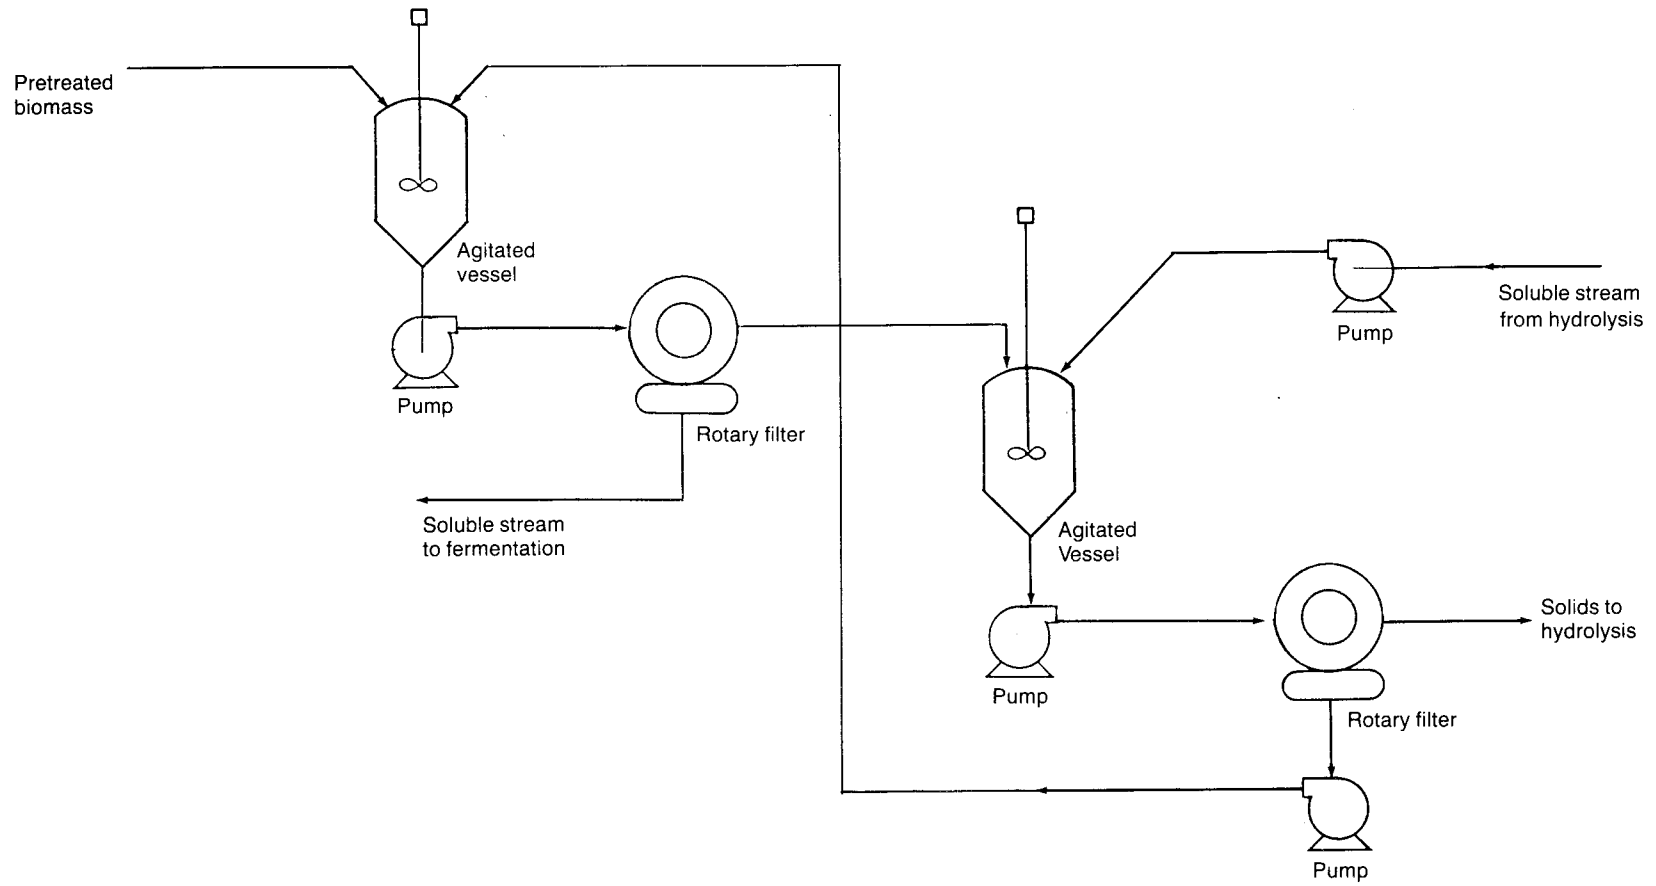 Pretreated
biomass
Agitated
vessel
Pump
Rotary filter
Soluble stream
to fermentation
Soluble stream
from hydrolysis
Pump
Agitated
Vessel
Pump
Solids to
hydrolysis
Rotary filter
Pump